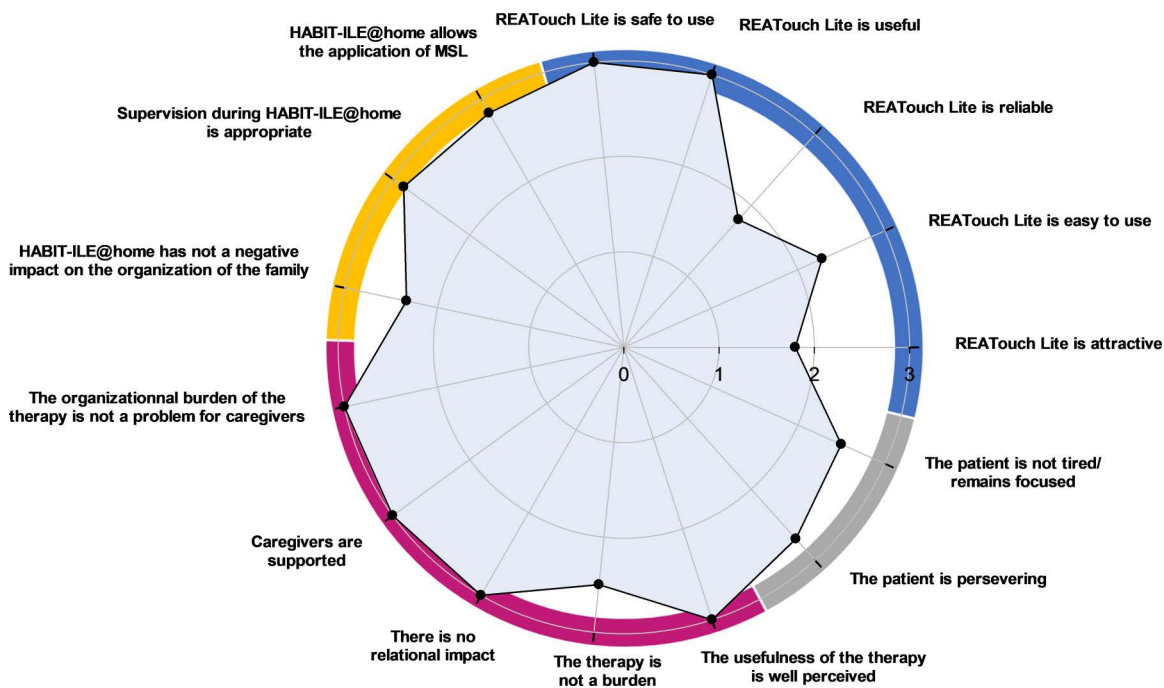 HABIT-ILE@home allows
the application of MSL
REATouch Lite is safe to use
REATouch Lite is useful
Supervision during HABIT-ILE@home
is appropriate
REATouch Lite is reliable
HABIT-ILE@home has not a negative
impact on the organization of the family
REATouch Lite is easy to use
REATouch Lite is attractive
0
1
2
3
The organizationnal burden of the
therapy is not a problem for caregivers
The patient is not tired/
remains focused
Caregivers are
supported
The patient is persevering
There is no
relational impact
The therapy is
not a burden
The usefulness of the therapy
is well perceived